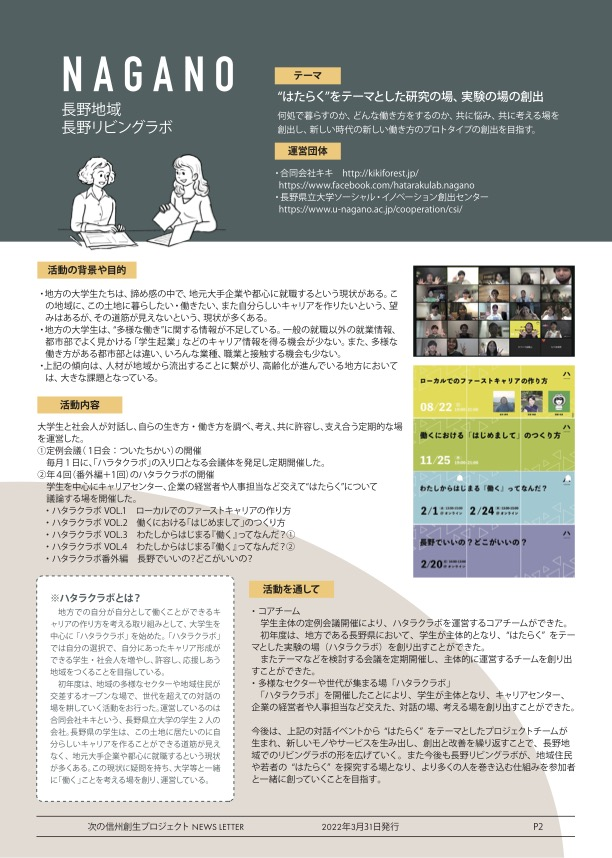 NAGANO
長野地域
長野リビングラボ
テーマ
“はたらく”をテーマとした研究の場、実験の場の創出
何処で暮らすのか、どんな働き方をするのか、共に悩み、共に考える場を
創出し、新しい時代の新しい働き方のプロトタイプの創出を目指す。
運営団体
・合同会社キキ　http://kikiforest.jp/
https://www.facebook.com/hatarakulab.nagano
・長野県立大学ソーシャル・イノベーション創出センター
https://www.u-nagano.ac.jp/cooperation/csi/
活動の背景や目的
・地方の大学生たちは、諦め感の中で、地元大手企業や都心に就職するという現状がある。こ
の地域に、この土地に暮らしたい・働きたい、また自分らしいキャリアを作りたいという、望
みはあるが、その道筋が見えないという、現状が多くある。
・地方の大学生は、“多様な働き”に関する情報が不足している。一般の就職以外の就業情報、
都市部でよく見かける「学生起業」などのキャリア情報を得る機会も少ない。また、多様な
働き方がある都市部とは違い、いろんな業種、職業と接触する機会も少ない。
・上記の傾向は、人材が地域から流出することに繋がり、高齢化が進んでいる地方において
は、大きな課題となっている。
活動内容
大学生と社会人が対話し、自らの生き方・働き方を調べ、考え、共に許容し、支え合う定期的な場
を運営した。
①定例会議（1日会：ついたちかい）の開催
毎月1日に、「ハタラクラボ」の入り口となる会議体を発足し定期開催した。
②年4回（番外編＋1回）のハタラクラボの開催
学生を中心にキャリアセンター、企業の経営者や人事担当など交えて“はたらく”について
議論する場を開催した。
・ハタラクラボ VOL.1　ローカルでのファーストキャリアの作り方
・ハタラクラボ VOL.2　働くにおける「はじめまして」のつくり方
・ハタラクラボ VOL.3　わたしからはじまる『働く』ってなんだ？①
・ハタラクラボ VOL.4　わたしからはじまる『働く』ってなんだ？②
・ハタラクラボ番外編　長野でいいの？どこがいいの？
ローカルでのファーストキャリアの作り方
08/22
働くにおける「はじめまして」のつくり方
11/25
わたしからはじまる「働く」ってなんだ？
2/1 2/24
長野でいいの？どこがいいの？
2/20
※ハタラクラボとは？
地方での自分が自分として働くことができるキ
ャリアの作り方を考える取り組みとして、大学生を
中心に「ハタラクラボ」を始めた。「ハタラクラボ」
では自分の選択で、自分にあったキャリア形成が
できる学生・社会人を増やし、許容し、応援しあう
地域をつくることを目指している。
初年度は、地域の多様なセクターや地域住民が
交差するオープンな場で、世代を超えての対話の
場を耕していく活動をおこなった。運営しているのは
合同会社キキという、長野県立大学の学生2人の
会社。長野県の学生は、この土地に居たいのに自
分らしいキャリアを作ることができる道筋が見え
なく、地元大手企業や都心に就職するという現状
が多くある。この現状に疑問を持ち、大学等と一緒
に「働く」ことを考える場を創り、運営している。
活動を通して
・コアチーム
学生主体の定例会議開催により、ハタラクラボを運営するコアチームができた。
初年度は、地方である長野県において、学生が主体となり、“はたらく”をテー
マとした実験の場（ハタラクラボ）を創り出すことができた。
またテーマなどを検討する会議を定期開催し、主体的に運営するチームを創り出
すことができた。
・多様なセクターや世代が集まる場「ハタラクラボ」
「ハタラクラボ」を開催したことにより、学生が主体となり、キャリアセンター、
企業の経営者や人事担当など交えた、対話の場、考える場を創り出すことができた。
今後は、上記の対話イベントから “はたらく” をテーマとしたプロジェクトチームが
生まれ、新しいモノやサービスを生み出し、創出と改善を繰り返すことで、長野地
域でのリビングラボの形を広げていく。また今後も長野リビングラボが、地域住民
や若者の “はたらく” を探究する場となり、より多くの人を巻き込む仕組みを参加者
と一緒に創っていくことを目指す。
次の信州創生プロジェクト NEWS LETTER
2022年3月31日発行
P2